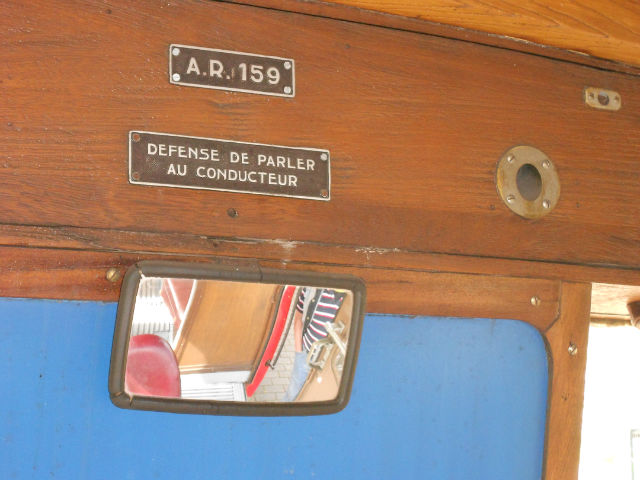 A.R. 159
DEFENSE DE PARLER
AU CONDUCTEUR